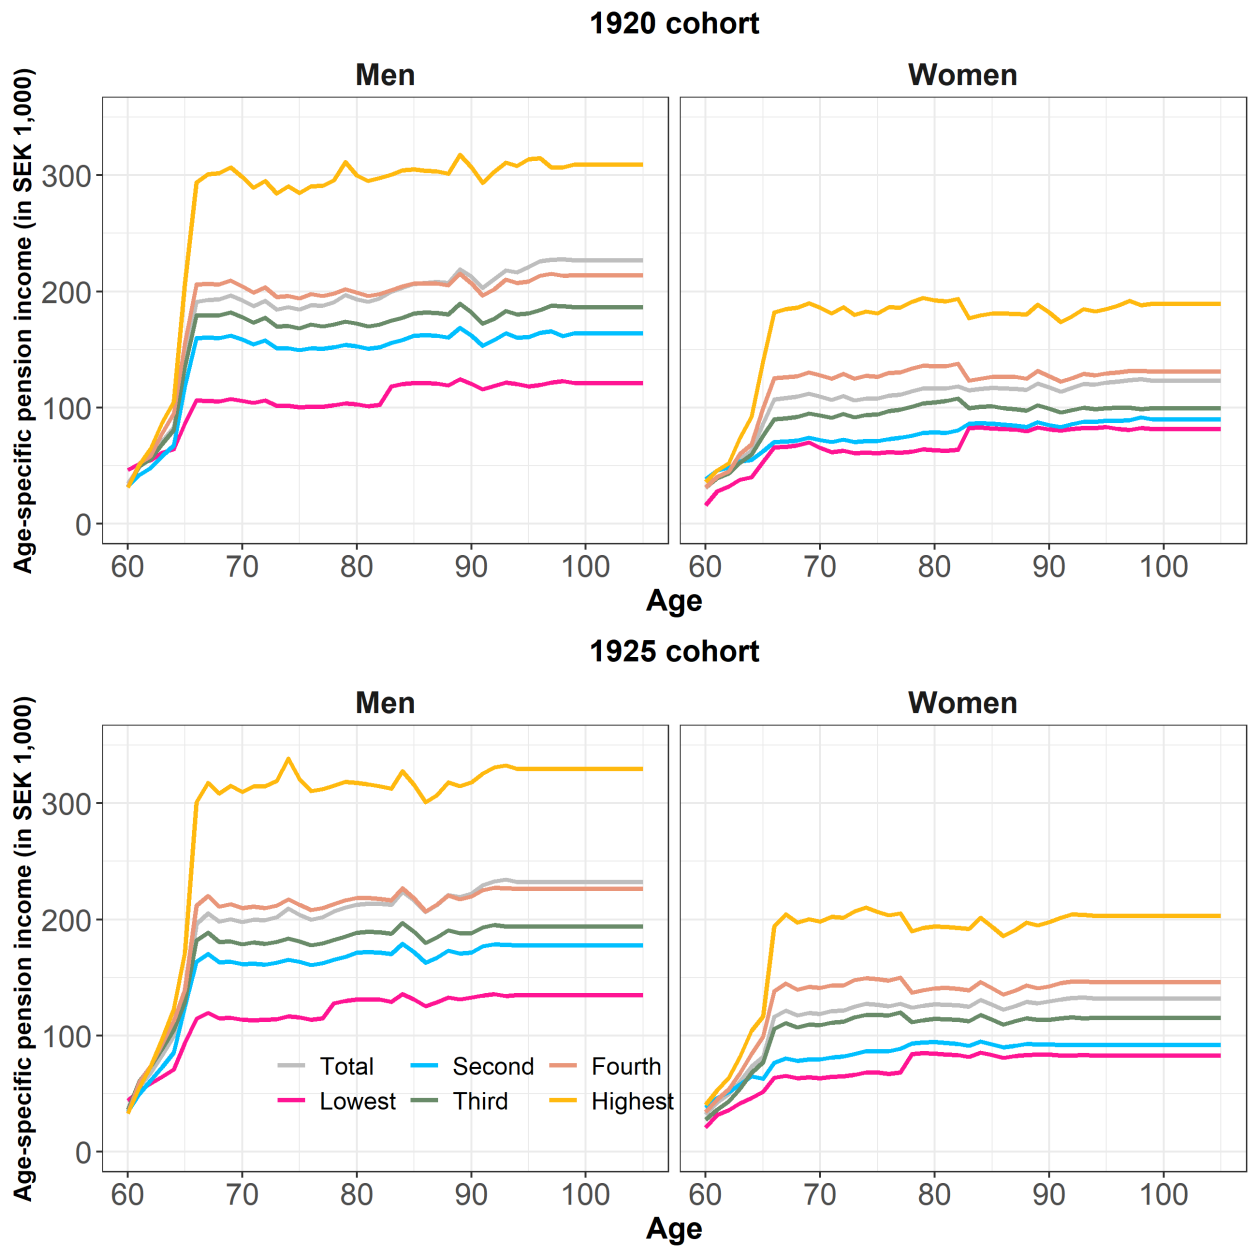 1920 cohort
Men Women
Age-specific pension income (in SEK 1,000)
300
200
100
0
60 70 80 90 100 60 70 80 90 100
Age
1925 cohort
Men Women
Age-specific pension income (in SEK 1,000)
300
200
100
0
Total Second Fourth
Lowest Third Highest
60 70 80 90 100 60 70 80 90 100
Age